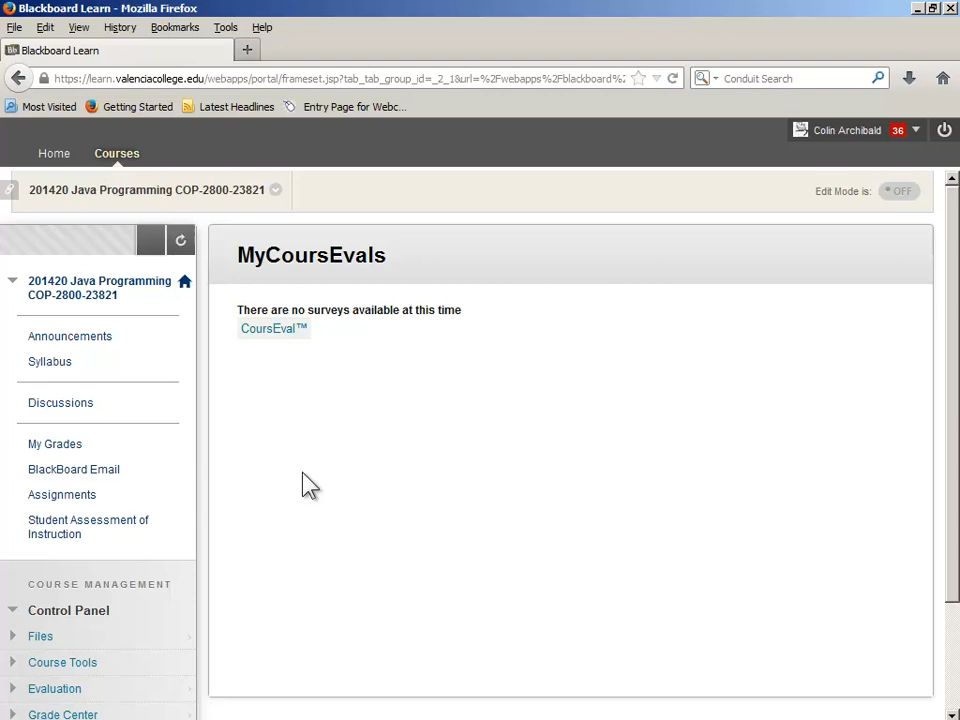 Blackboard Learn - Mozilla Firefox
File Edit View History Bookmarks Tools Help
Bb Blackboard Learn
https://learn.valenciacollege.edu/webapps/portal/frameset.jsp?tab_tab_group_id=_2_1&url=%2Fwebapps%2Fblackboard%2
Conduit Search
Most Visited Getting Started Latest Headlines Entry Page for Webc...
Colin Archibald 36
Home Courses
201420 Java Programming COP-2800-23821
Edit Mode is: OFF
MyCoursEvals
There are no surveys available at this time
CoursEval™
201420 Java Programming
COP-2800-23821
Announcements
Syllabus
Discussions
My Grades
BlackBoard Email
Assignments
Student Assessment of
Instruction
COURSE MANAGEMENT
Control Panel
Files
Course Tools
Evaluation
Grade Center